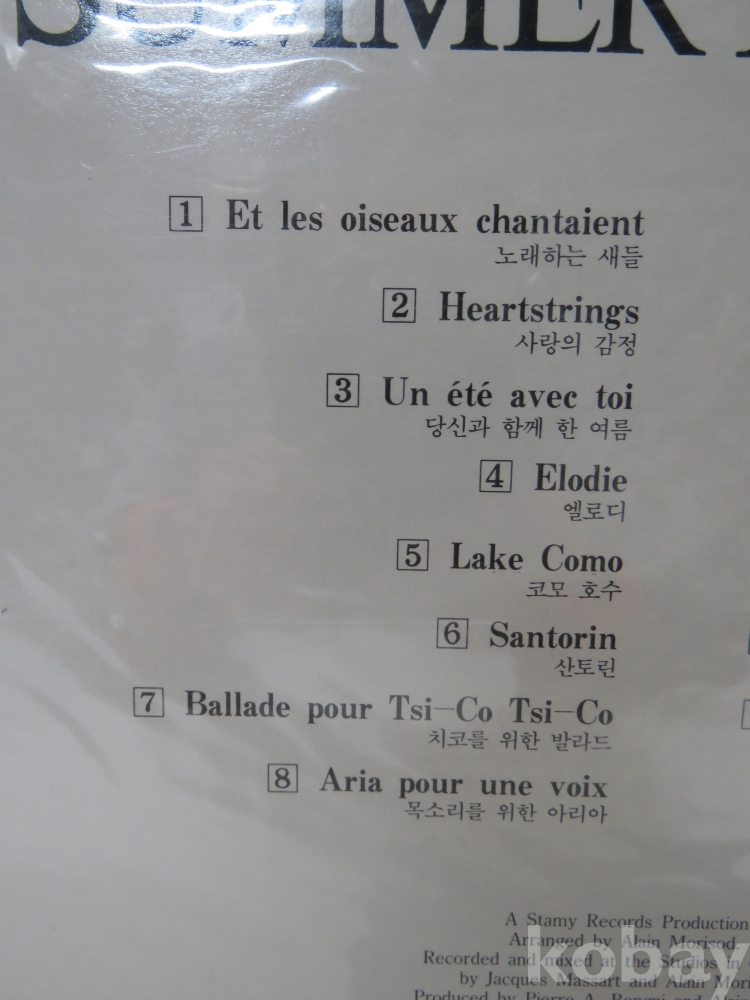 SUMMER
1 Et les oiseaux chantaient
노래하는 새들
2 Heartstrings
사랑의 감정
3 Un été avec toi
당신과 함께 한 여름
4 Elodie
엘로디
5 Lake Como
코모 호수
6 Santorin
산토린
7 Ballade pour Tsi-Co Tsi-Co
치코를 위한 발라드
8 Aria pour une voix
목소리를 위한 아리아
A Stamy Records Production
Arranged by Alain Morisod.
Recorded and mixed at the Studios in
by Jacques Massart and Alain
Produced by Pierre A.
kobay